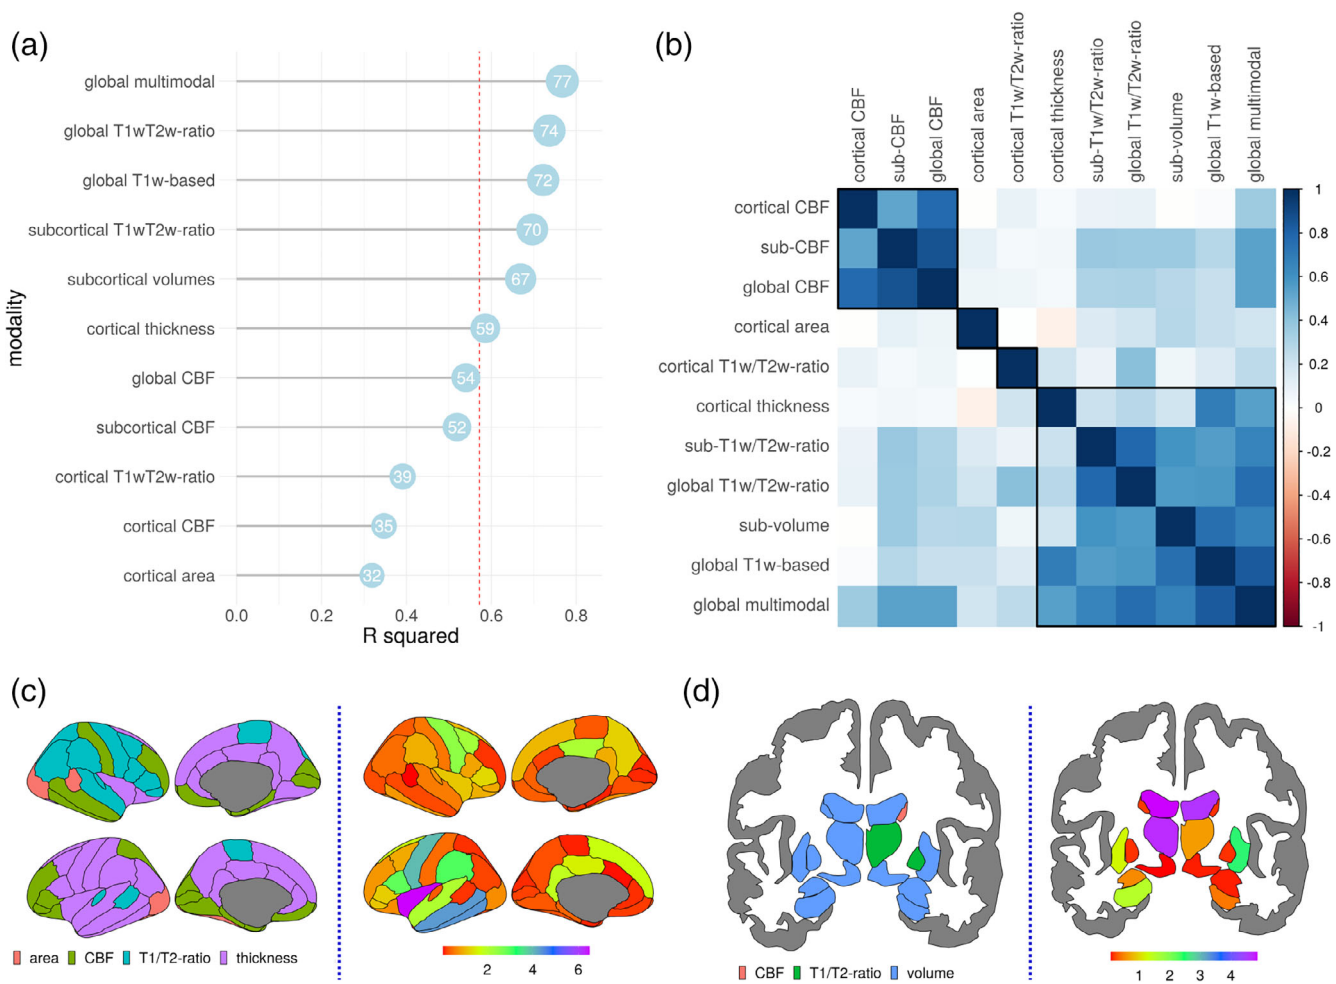 (a)
global multimodal
77
global T1wT2w-ratio
74
global T1w-based
72
subcortical T1wT2w-ratio
70
subcortical volumes
67
cortical thickness
59
global CBF
54
subcortical CBF
52
cortical T1wT2w-ratio
39
cortical CBF
35
cortical area
32
modality
0.0 0.2 0.4 0.6 0.8
R squared
(b)
cortical CBF
sub-CBF
global CBF
cortical area
cortical T1w/T2w-ratio
cortical thickness
sub-T1w/T2w-ratio
global T1w/T2w-ratio
sub-volume
global T1w-based
global multimodal
cortical CBF
sub-CBF
global CBF
cortical area
cortical T1w/T2w-ratio
cortical thickness
sub-T1w/T2w-ratio
global T1w/T2w-ratio
sub-volume
global T1w-based
global multimodal
1
0.8
0.6
0.4
0.2
0
-0.2
-0.4
-0.6
-0.8
-1
(c)
area CBF T1/T2-ratio thickness
2 4 6
(d)
CBF T1/T2-ratio volume
1 2 3 4